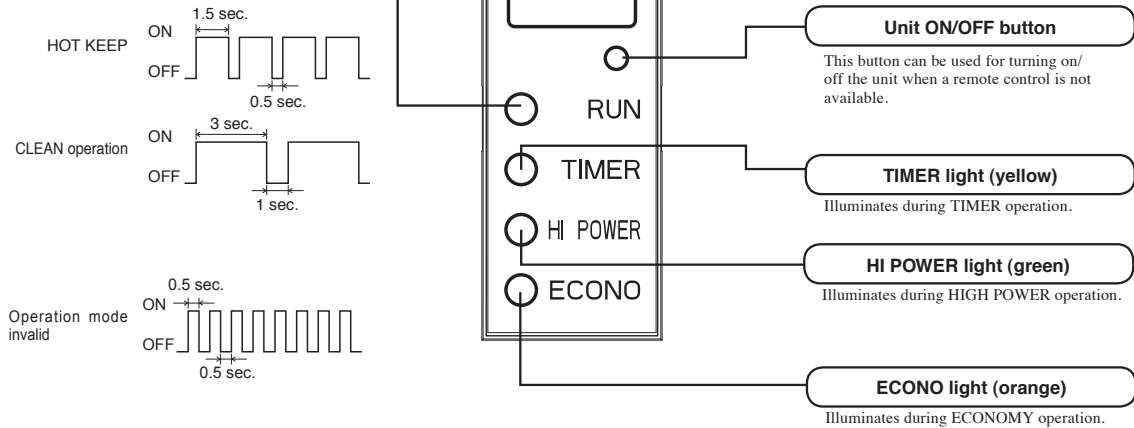 HOT KEEP
1.5 sec.
ON
OFF
0.5 sec.
CLEAN operation
3 sec.
ON
OFF
1 sec.
Operation mode
invalid
0.5 sec.
ON
OFF
0.5 sec.
RUN
TIMER
HI POWER
ECONO
Unit ON/OFF button
This button can be used for turning on/
off the unit when a remote control is not
available.
TIMER light (yellow)
Illuminates during TIMER operation.
HI POWER light (green)
Illuminates during HIGH POWER operation.
ECONO light (orange)
Illuminates during ECONOMY operation.